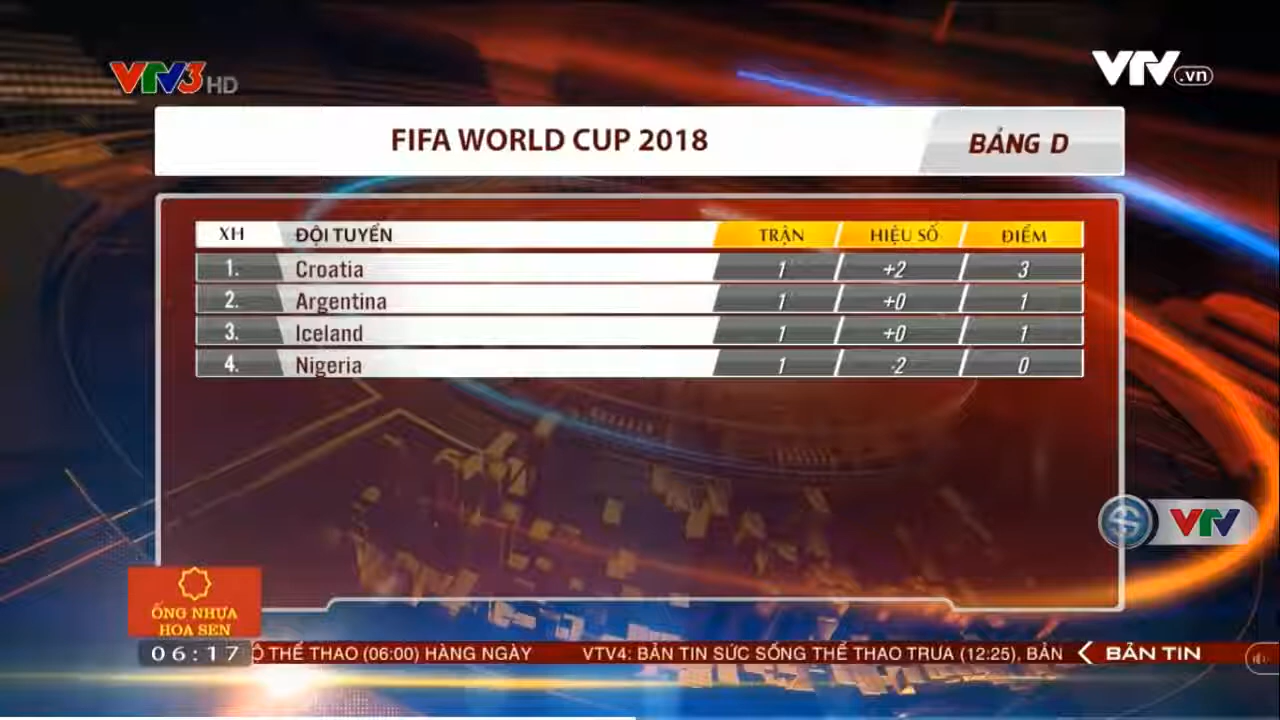 VTV3 HD
VTV.vn
FIFA WORLD CUP 2018
BẢNG D
XH ĐỘI TUYỂN TRẬN HIỆU SỐ ĐIỂM
1. Croatia 1 +2 3
2. Argentina 1 +0 1
3. Iceland 1 +0 1
4. Nigeria 1 -2 0
VTV
ỐNG NHỰA
HOA SEN
06:17 THỂ THAO (06:00) HÀNG NGÀY VTV4: BẢN TIN SỨC SỐNG THỂ THAO TRƯA (12:25), BẢN BẢN TIN